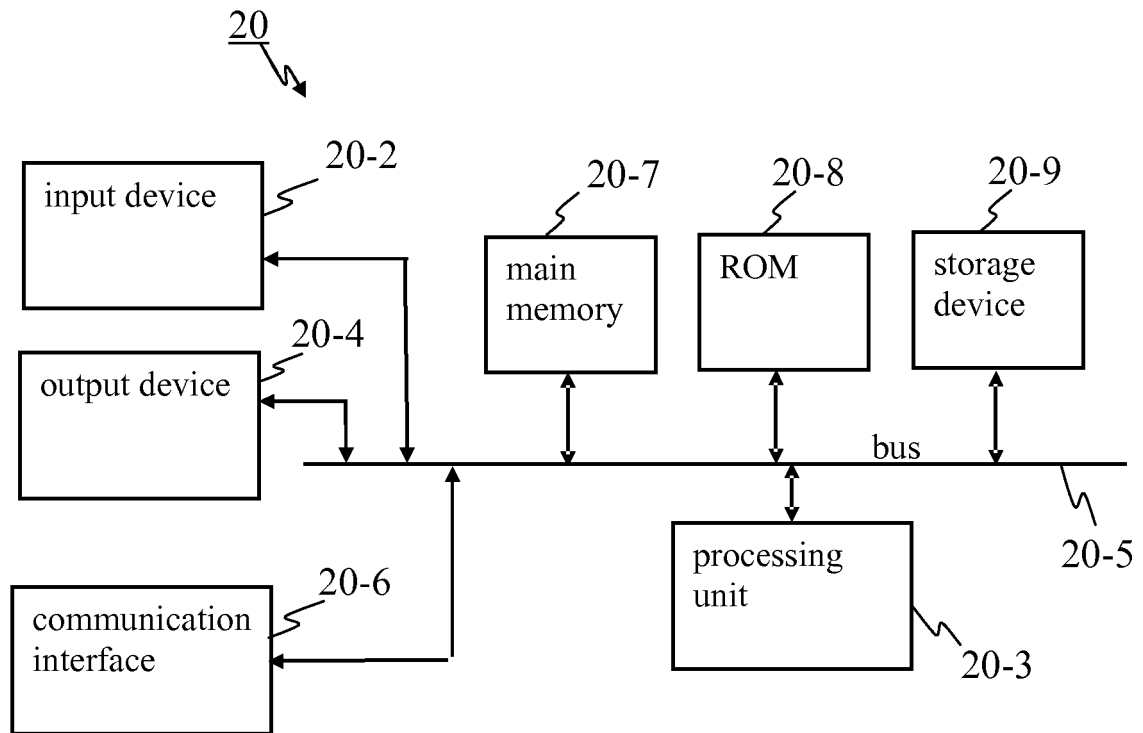 20
20-2
input device
20-7
20-8
20-9
main
memory
ROM
storage
device
20-4
output device
bus
20-5
processing
unit
20-3
20-6
communication
interface